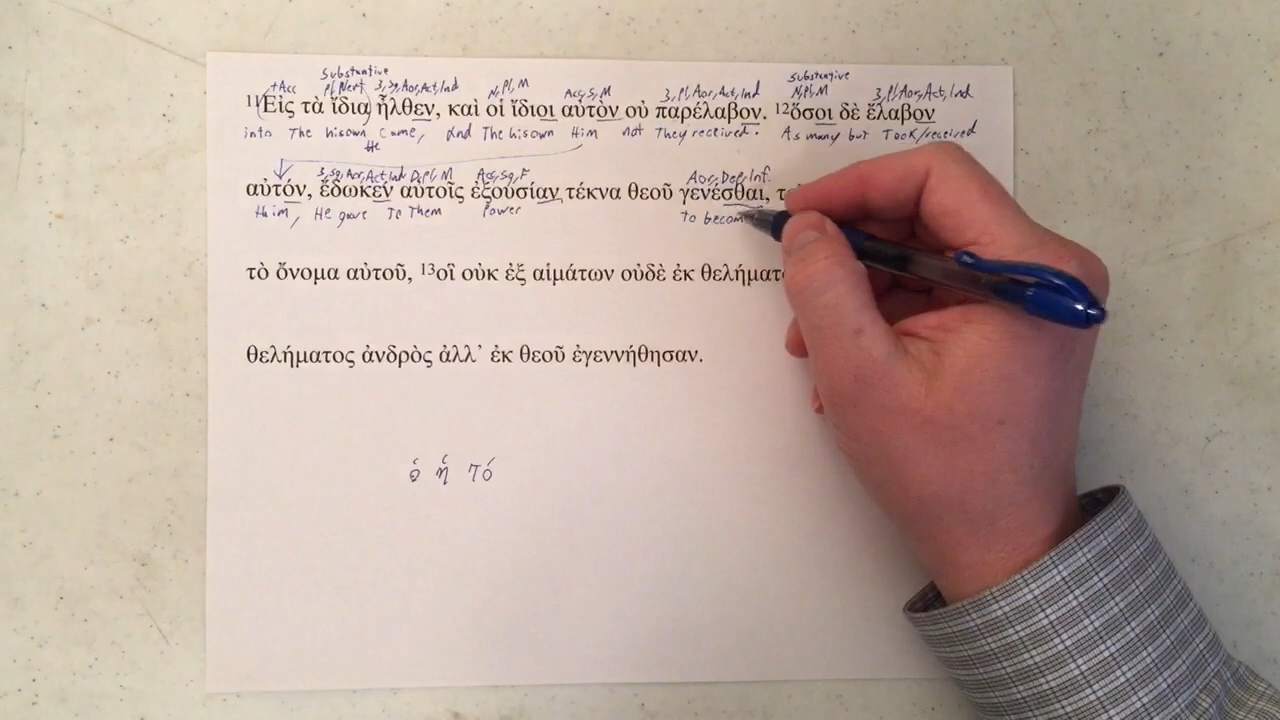 Substantive Substantive
+Acc Pl, Neut 3, Sg, Aor, Act, Ind N, Pl, M Acc, S, M 3, Pl, Aor, Act, Ind N, Pl, M 3, Pl, Aor, Act, Ind
11Εἰς τὰ ἴδια ἦλθεν, καὶ οἱ ἴδιοι αὐτὸν οὐ παρέλαβον. 12ὅσοι δὲ ἔλαβον
into The his own came, and The his own Him not They received. As many but Took/received
He
3, Sg, Aor, Act, Ind D, Pl, M Acc, Sg, F Aor, Dep, Inf.
αὐτόν, ἔδωκεν αὐτοῖς ἐξουσίαν τέκνα θεοῦ γενέσθαι,
Him, He gave To Them Power To becom
τὸ ὄνομα αὐτοῦ, 13οἳ οὐκ ἐξ αἱμάτων οὐδὲ ἐκ θελήματ
θελήματος ἀνδρὸς ἀλλ’ ἐκ θεοῦ ἐγεννήθησαν.
ὁ ἡ τό